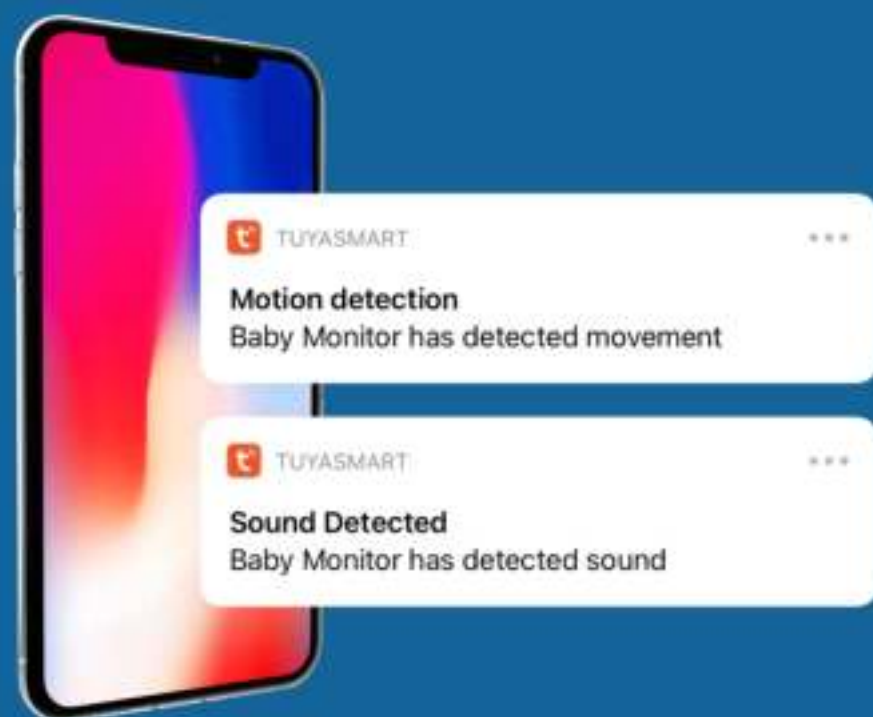 TUYASMART
Motion detection
Baby Monitor has detected movement
TUYASMART
Sound Detected
Baby Monitor has detected sound